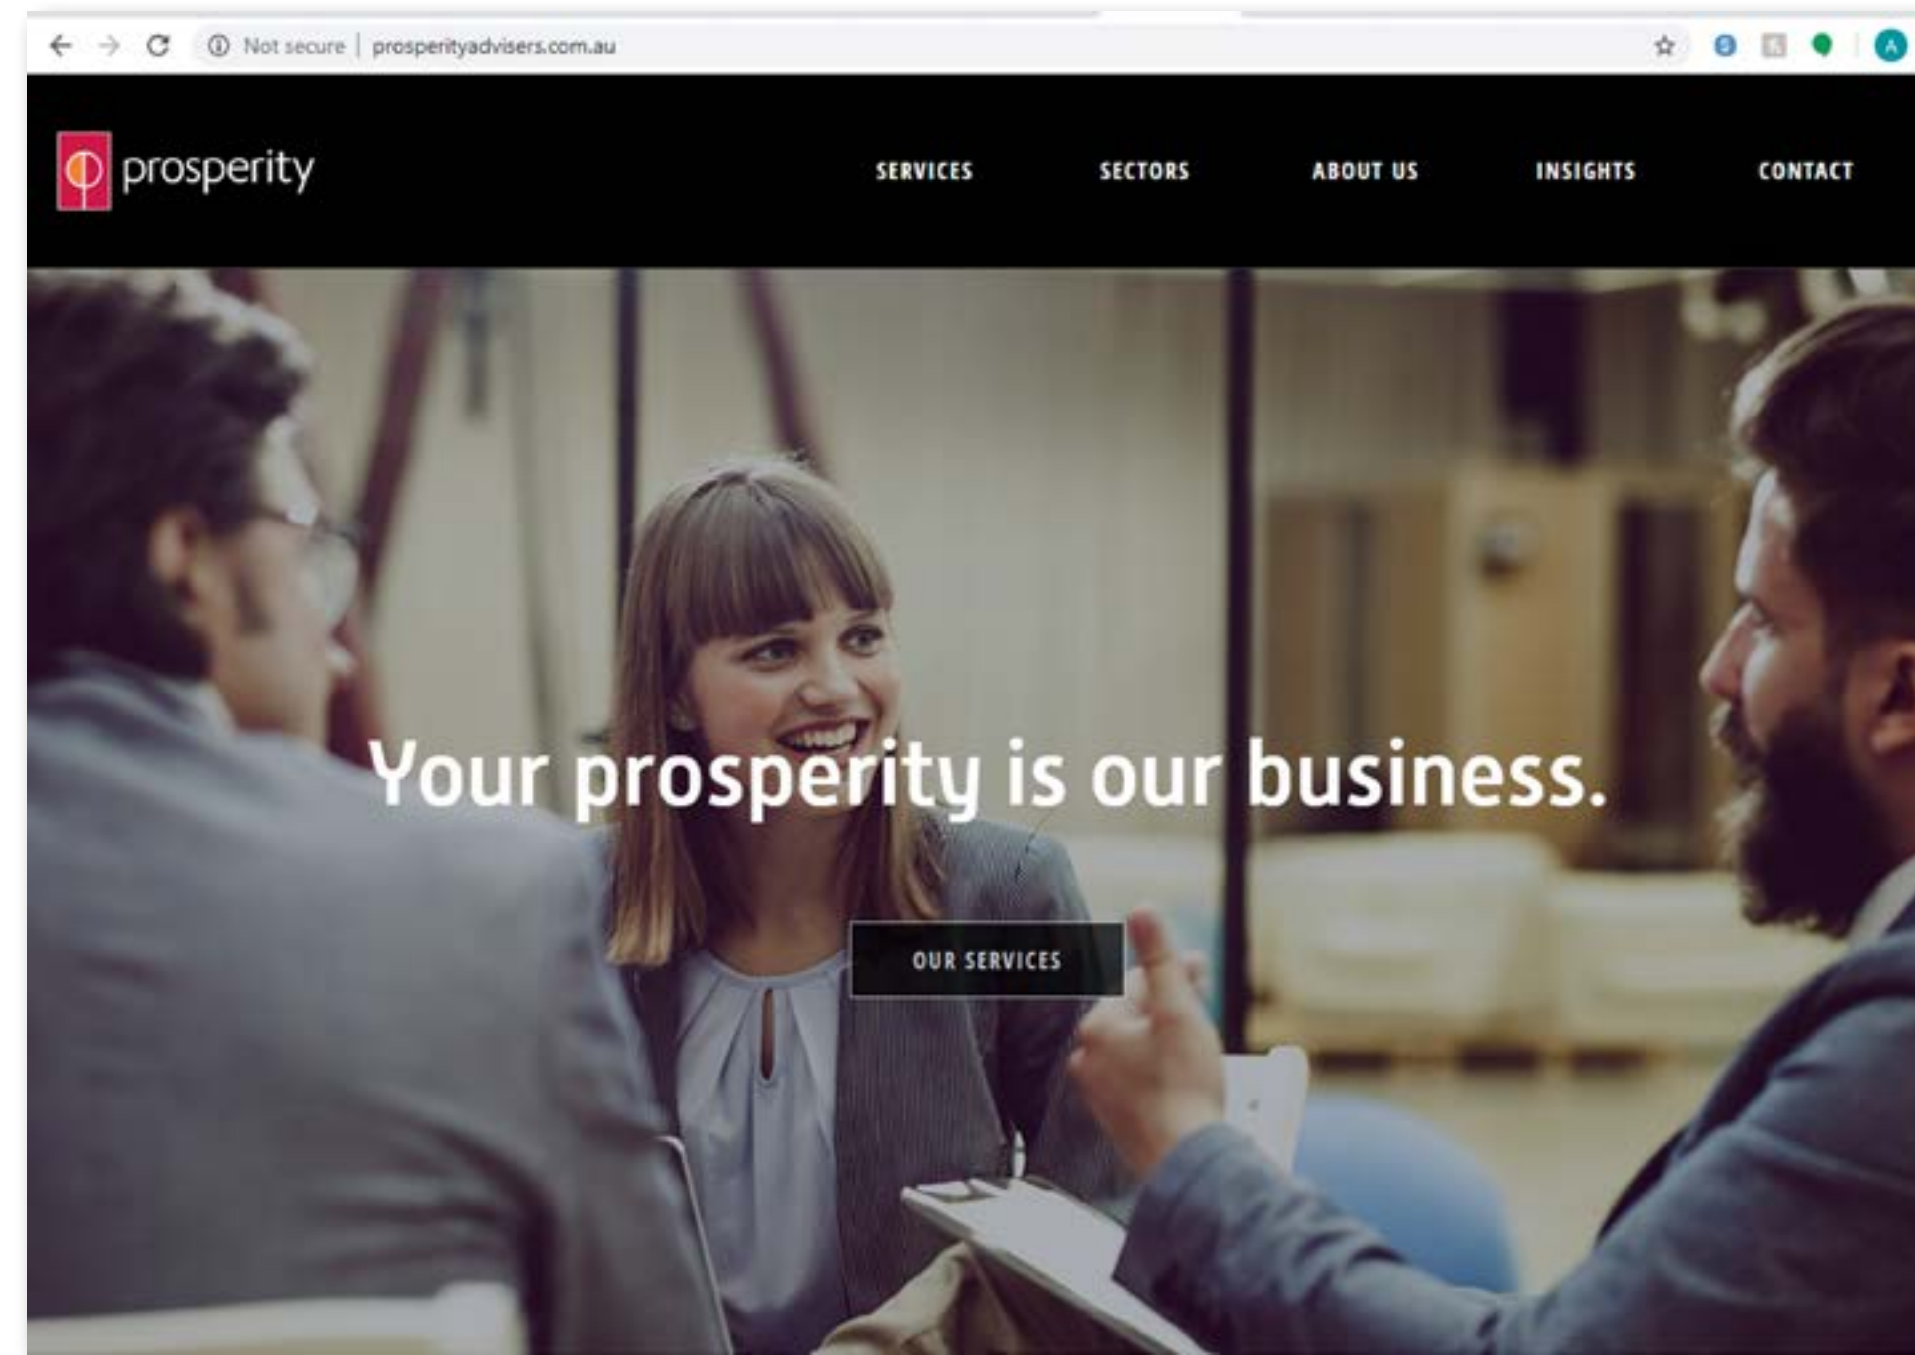 Not secure | prosperityadvisers.com.au
A
prosperity
SERVICES SECTORS ABOUT US INSIGHTS CONTACT
Your prosperity is our business.
OUR SERVICES